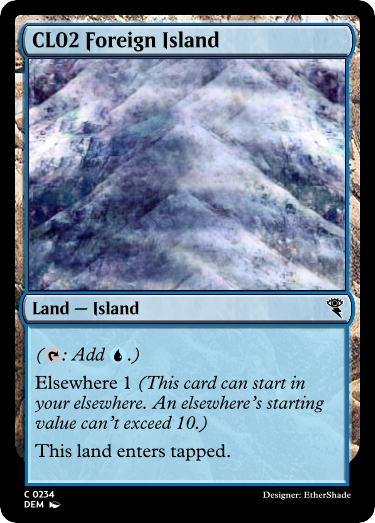 CL02 Foreign Island
Land — Island
(: Add .)
Elsewhere 1 (This card can start in
your elsewhere. An elsewhere's starting
value can't exceed 10.)
This land enters tapped.
C 0234
DEM
Designer: EtherShade